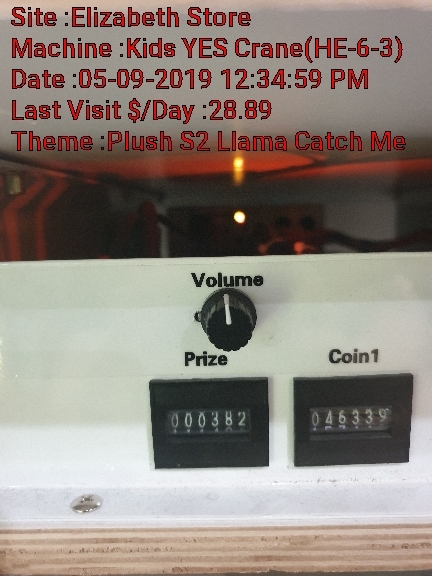 Site :Elizabeth Store
Machine :Kids YES Crane(HE-6-3)
Date :05-09-2019 12:34:59 PM
Last Visit $/Day :28.89
Theme :Plush S2 Llama Catch Me
Volume
Prize
Coin1
000382
046339